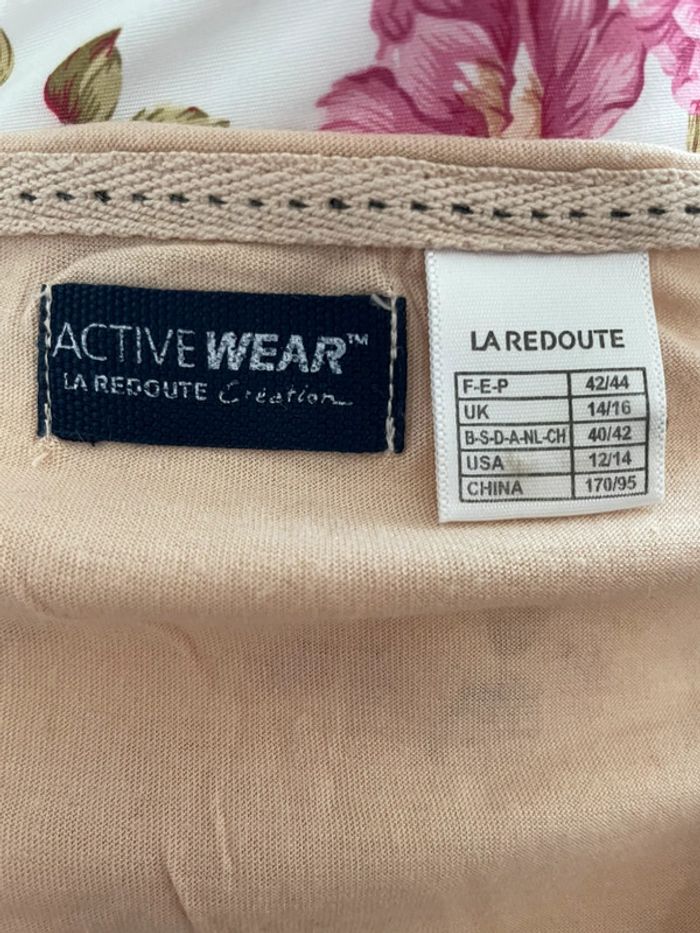 ACTIVE WEAR™
LA REDOUTE Création
LA REDOUTE
F-E-P 42/44
UK 14/16
B-S-D-A-NL-CH 40/42
USA 12/14
CHINA 170/95